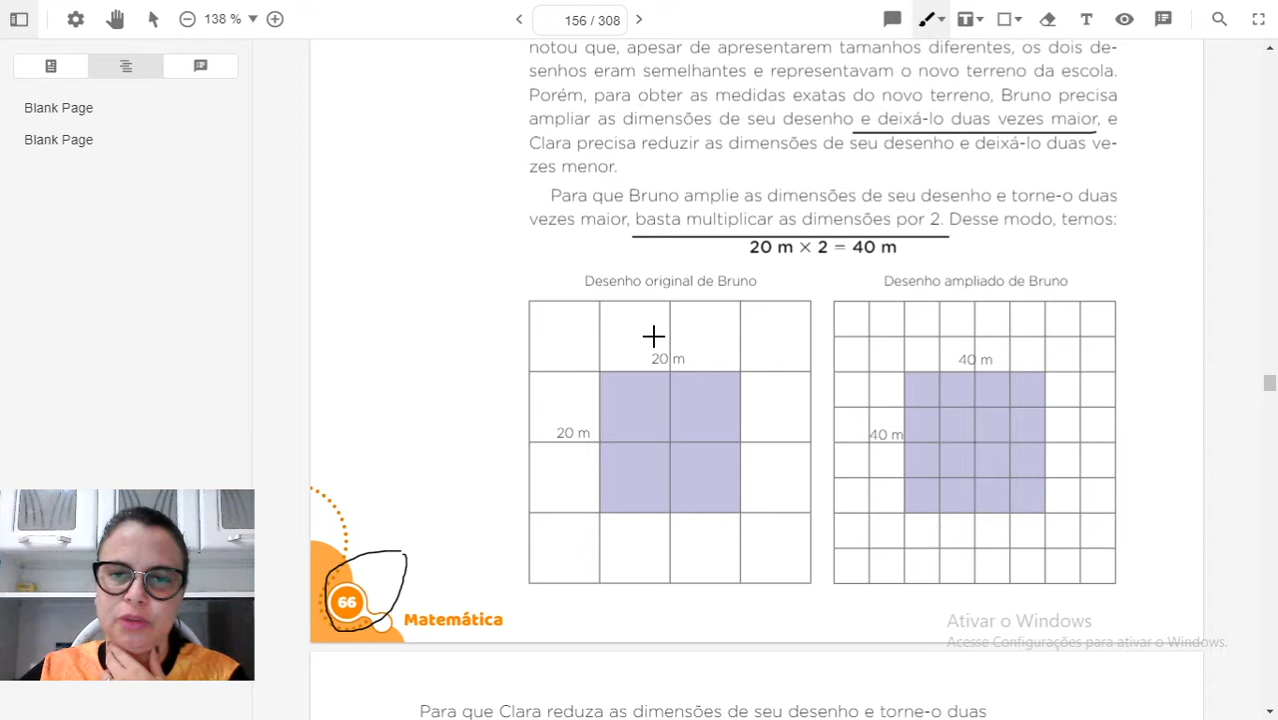 138 %
156 / 308
Blank Page
Blank Page
notou que, apesar de apresentarem tamanhos diferentes, os dois de-
senhos eram semelhantes e representavam o novo terreno da escola.
Porém, para obter as medidas exatas do novo terreno, Bruno precisa
ampliar as dimensões de seu desenho e deixá-lo duas vezes maior, e
Clara precisa reduzir as dimensões de seu desenho e deixá-lo duas ve-
zes menor.
Para que Bruno amplie as dimensões de seu desenho e torne-o duas
vezes maior, basta multiplicar as dimensões por 2. Desse modo, temos:
20 m × 2 = 40 m
Desenho original de Bruno
Desenho ampliado de Bruno
20 m
40 m
20 m
40 m
66
Matemática
Ativar o Windows
Acesse Configurações para ativar o Windows.
Para que Clara reduza as dimensões de seu desenho e torne-o duas